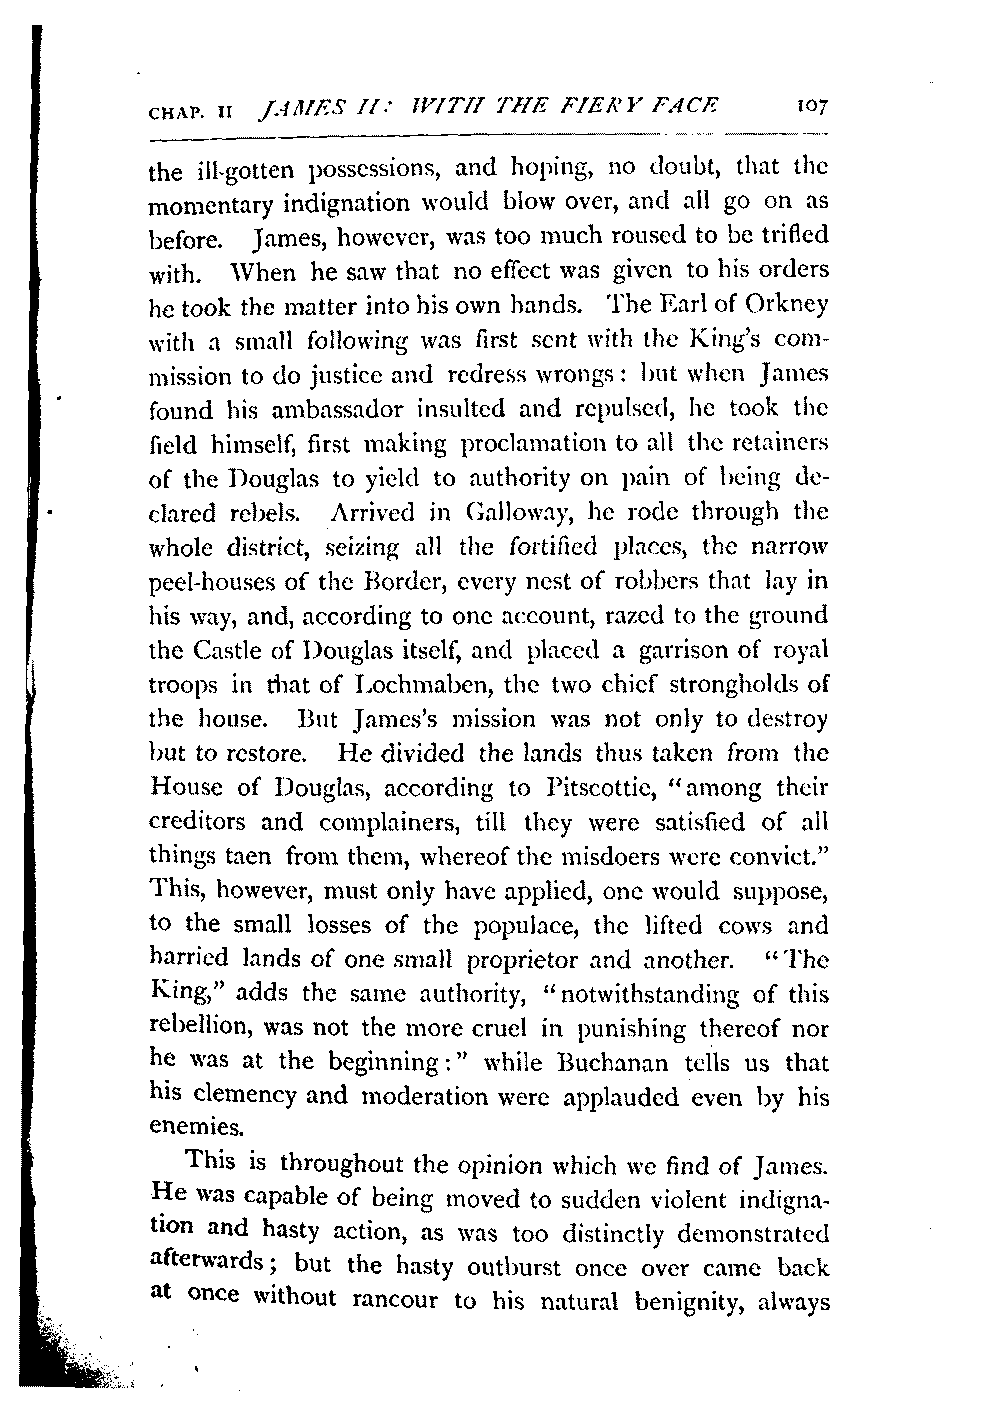 CHAP. II JAMES II: WITH THE FIERY FACE 107
the ill-gotten possessions, and hoping, no doubt, that the
momentary indignation would blow over, and all go on as
before. James, however, was too much roused to be trifled
with. When he saw that no effect was given to his orders
he took the matter into his own hands. The Earl of Orkney
with a small following was first sent with the King's com-
mission to do justice and redress wrongs: but when James
found his ambassador insulted and repulsed, he took the
field himself, first making proclamation to all the retainers
of the Douglas to yield to authority on pain of being de-
clared rebels. Arrived in Galloway, he rode through the
whole district, seizing all the fortified places, the narrow
peel-houses of the Border, every nest of robbers that lay in
his way, and, according to one account, razed to the ground
the Castle of Douglas itself, and placed a garrison of royal
troops in that of Lochmaben, the two chief strongholds of
the house. But James's mission was not only to destroy
but to restore. He divided the lands thus taken from the
House of Douglas, according to Pitscottie, "among their
creditors and complainers, till they were satisfied of all
things taen from them, whereof the misdoers were convict."
This, however, must only have applied, one would suppose,
to the small losses of the populace, the lifted cows and
harried lands of one small proprietor and another. "The
King," adds the same authority, "notwithstanding of this
rebellion, was not the more cruel in punishing thereof nor
he was at the beginning:" while Buchanan tells us that
his clemency and moderation were applauded even by his
enemies.
This is throughout the opinion which we find of James.
He was capable of being moved to sudden violent indigna-
tion and hasty action, as was too distinctly demonstrated
afterwards; but the hasty outburst once over came back
at once without rancour to his natural benignity, always